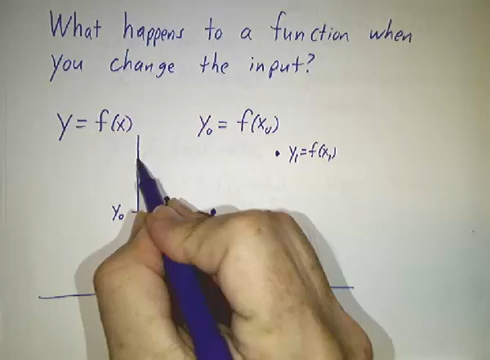 What happens to a function when
you change the input?
y = f(x) y₀ = f(x₀)
y₁=f(x₁)
y₀